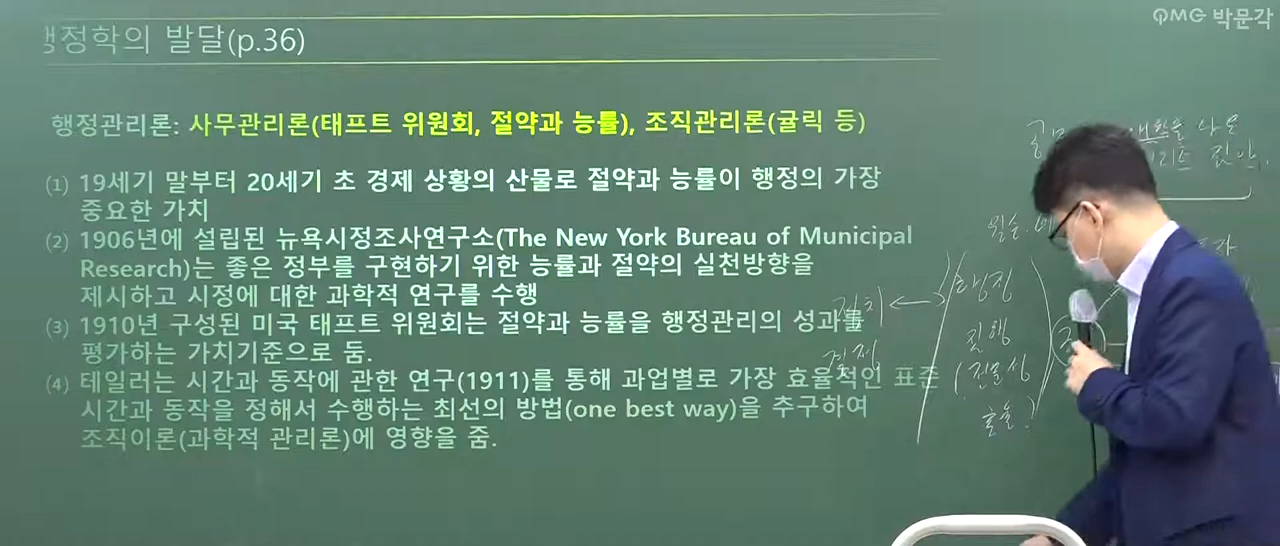 PMG 박문각
행정학의 발달(p.36)
행정관리론: 사무관리론(태프트 위원회, 절약과 능률), 조직관리론(귤릭 등)
(1) 19세기 말부터 20세기 초 경제 상황의 산물로 절약과 능률이 행정의 가장
중요한 가치
(2) 1906년에 설립된 뉴욕시정조사연구소(The New York Bureau of Municipal
Research)는 좋은 정부를 구현하기 위한 능률과 절약의 실천방향을
제시하고 시정에 대한 과학적 연구를 수행
(3) 1910년 구성된 미국 태프트 위원회는 절약과 능률을 행정관리의 성과를
평가하는 가치기준으로 둠.
(4) 테일러는 시간과 동작에 관한 연구(1911)를 통해 과업별로 가장 효율적인 표준
시간과 동작을 정해서 수행하는 최선의 방법(one best way)을 추구하여
조직이론(과학적 관리론)에 영향을 줌.
나온
정치
행정
결정
집행
(전문성
효율)